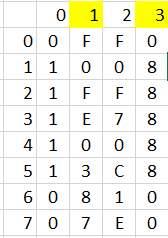 0 1 2 3
0 0 F F 0
1 1 0 0 8
2 1 F F 8
3 1 E 7 8
4 1 0 0 8
5 1 3 C 8
6 0 8 1 0
7 0 7 E 0